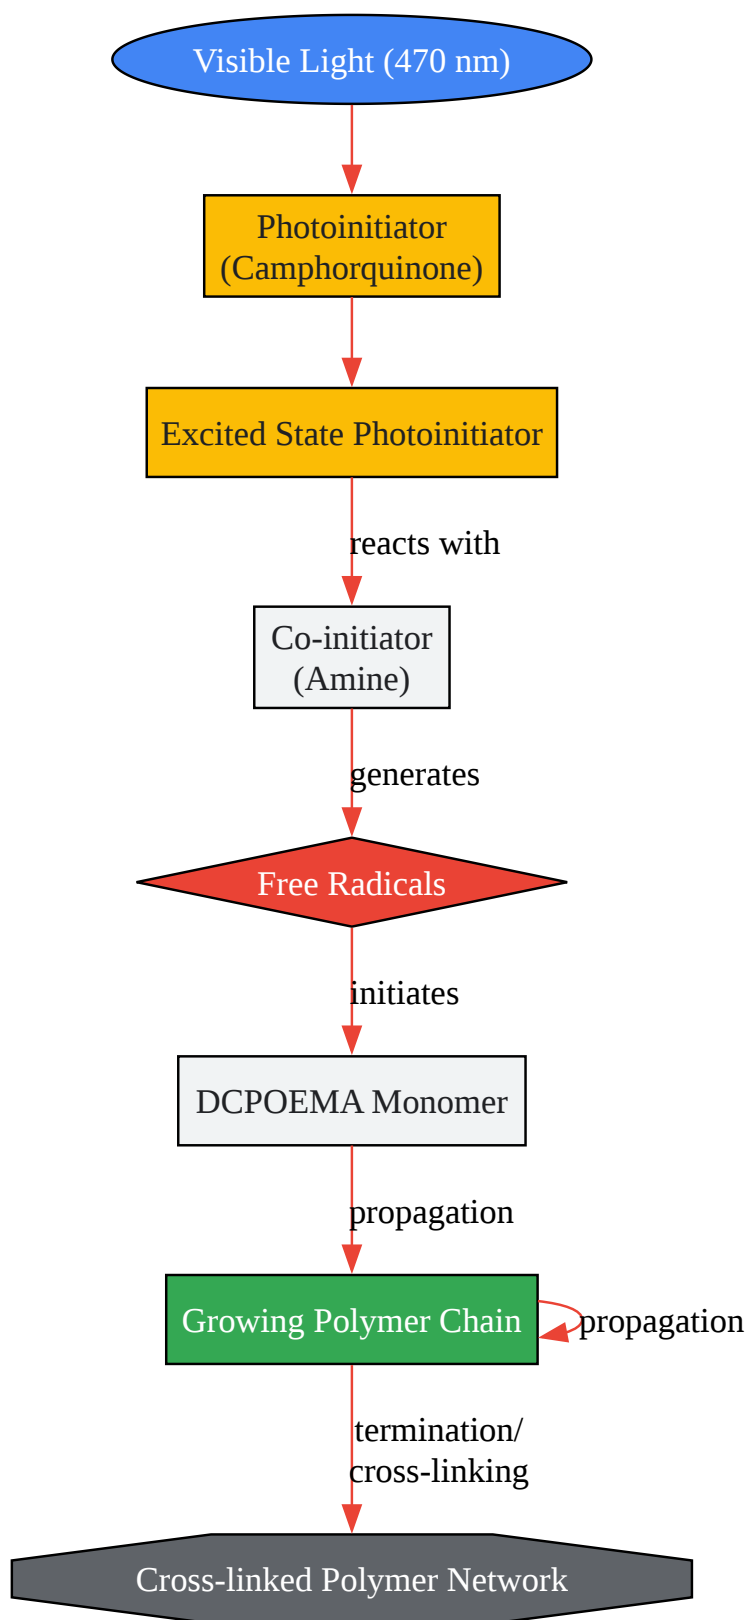 Visible Light (470 nm)
Photoinitiator
(Camphorquinone)
Excited State Photoinitiator
reacts with
Co-initiator
(Amine)
generates
Free Radicals
initiates
DCPOEMA Monomer
propagation
Growing Polymer Chain
propagation
termination/
cross-linking
Cross-linked Polymer Network